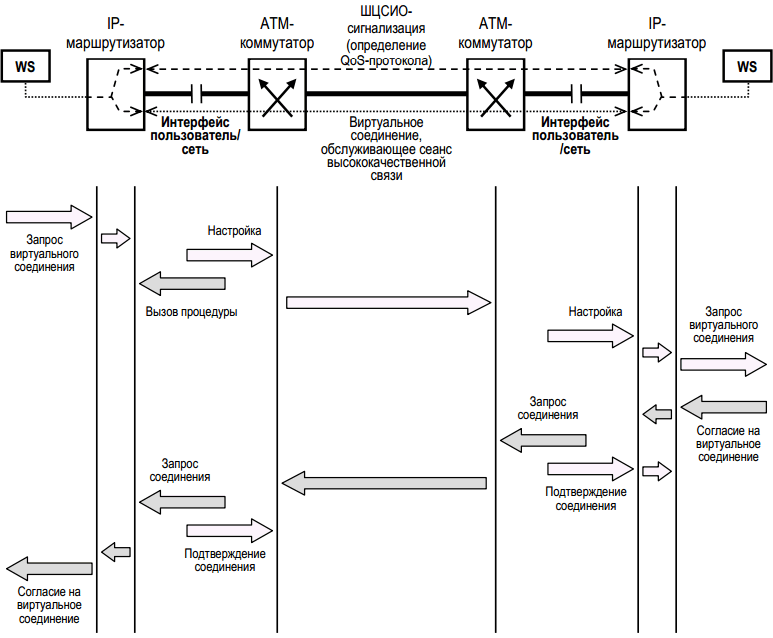 IP-
маршрутизатор
ATM-
коммутатор
ШЦСИО-
сигнализация
(определение
QoS-протокола)
ATM-
коммутатор
IP-
маршрутизатор
WS
WS
Интерфейс
пользователь/
сеть
Виртуальное
соединение,
обслуживающее сеанс
высококачественной
связи
Интерфейс
пользователь
/сеть
Запрос
виртуального
соединения
Настройка
Вызов процедуры
Настройка
Запрос
виртуального
соединения
Запрос
соединения
Согласие на
виртуальное
соединение
Запрос
соединения
Подтверждение
соединения
Подтверждение
соединения
Согласие на
виртуальное
соединение